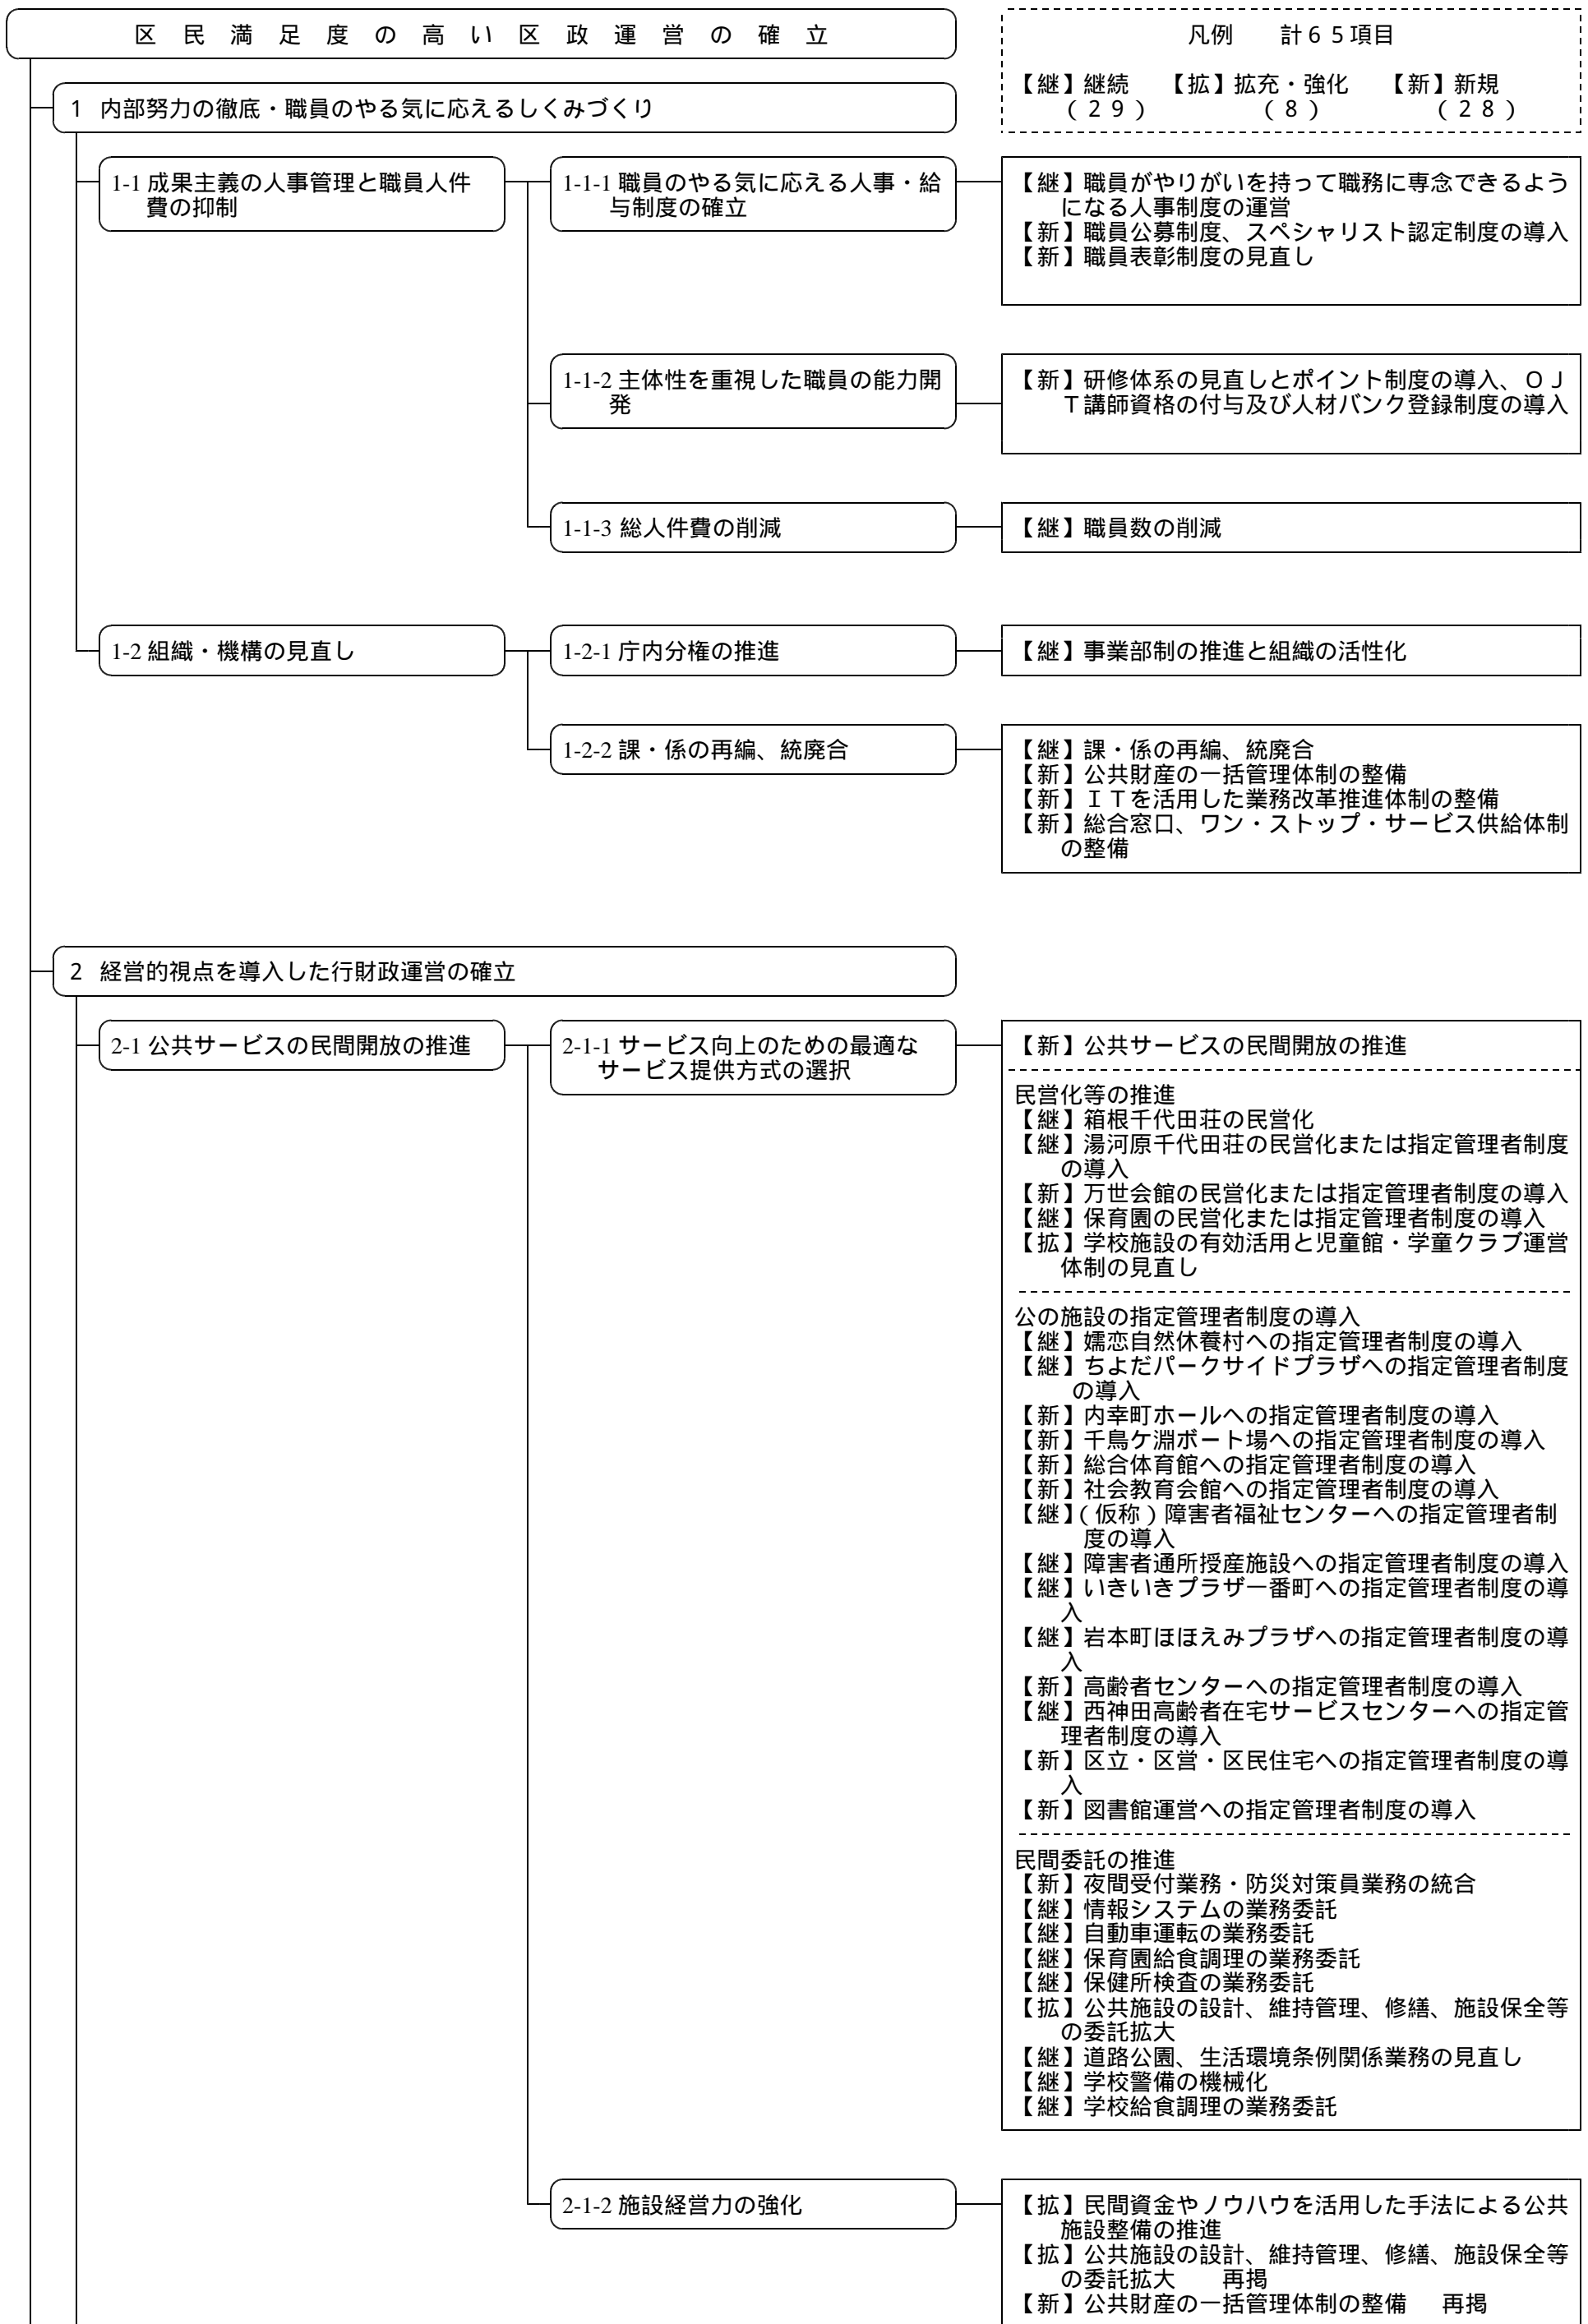 区民満足度の高い区政運営の確立
凡例　　計６５項目
【継】継続　【拡】拡充・強化　【新】新規
（２９）　（８）　（２８）
1 内部努力の徹底・職員のやる気に応えるしくみづくり
1-1 成果主義の人事管理と職員人件
費の抑制
1-1-1 職員のやる気に応える人事・給
与制度の確立
【継】職員がやりがいを持って職務に専念できるよう
になる人事制度の運営
【新】職員公募制度、スペシャリスト認定制度の導入
【新】職員表彰制度の見直し
1-1-2 主体性を重視した職員の能力開
発
【新】研修体系の見直しとポイント制度の導入、ＯＪ
Ｔ講師資格の付与及び人材バンク登録制度の導入
1-1-3 総人件費の削減
【継】職員数の削減
1-2 組織・機構の見直し
1-2-1 庁内分権の推進
【継】事業部制の推進と組織の活性化
1-2-2 課・係の再編、統廃合
【継】課・係の再編、統廃合
【新】公共財産の一括管理体制の整備
【新】ＩＴを活用した業務改革推進体制の整備
【新】総合窓口、ワン・ストップ・サービス供給体制
の整備
2 経営的視点を導入した行財政運営の確立
2-1 公共サービスの民間開放の推進
2-1-1 サービス向上のための最適な
サービス提供方式の選択
【新】公共サービスの民間開放の推進
民営化等の推進
【継】箱根千代田荘の民営化
【継】湯河原千代田荘の民営化または指定管理者制度
の導入
【新】万世会館の民営化または指定管理者制度の導入
【継】保育園の民営化または指定管理者制度の導入
【拡】学校施設の有効活用と児童館・学童クラブ運営
体制の見直し
公の施設の指定管理者制度の導入
【継】嬬恋自然休養村への指定管理者制度の導入
【継】ちよだパークサイドプラザへの指定管理者制度
の導入
【新】内幸町ホールへの指定管理者制度の導入
【新】千鳥ケ淵ボート場への指定管理者制度の導入
【新】総合体育館への指定管理者制度の導入
【新】社会教育会館への指定管理者制度の導入
【継】（仮称）障害者福祉センターへの指定管理者制
度の導入
【継】障害者通所授産施設への指定管理者制度の導入
【継】いきいきプラザ一番町への指定管理者制度の導
入
【継】岩本町ほほえみプラザへの指定管理者制度の導
入
【新】高齢者センターへの指定管理者制度の導入
【継】西神田高齢者在宅サービスセンターへの指定管
理者制度の導入
【新】区立・区営・区民住宅への指定管理者制度の導
入
【新】図書館運営への指定管理者制度の導入
民間委託の推進
【新】夜間受付業務・防災対策員業務の統合
【継】情報システムの業務委託
【継】自動車運転の業務委託
【継】保育園給食調理の業務委託
【継】保健所検査の業務委託
【拡】公共施設の設計、維持管理、修繕、施設保全等
の委託拡大
【継】道路公園、生活環境条例関係業務の見直し
【継】学校警備の機械化
【継】学校給食調理の業務委託
2-1-2 施設経営力の強化
【拡】民間資金やノウハウを活用した手法による公共
施設整備の推進
【拡】公共施設の設計、維持管理、修繕、施設保全等
の委託拡大　　再掲
【新】公共財産の一括管理体制の整備　　再掲